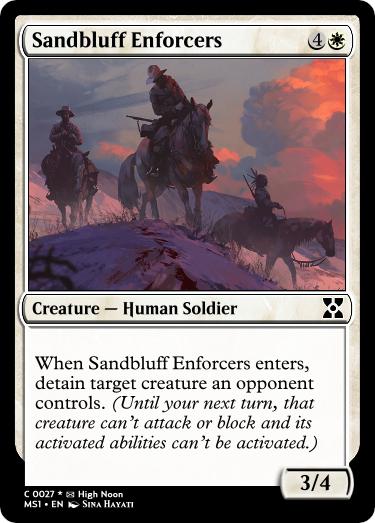 Sandbluff Enforcers 4
Creature — Human Soldier
When Sandbluff Enforcers enters,
detain target creature an opponent
controls. (Until your next turn, that
creature can't attack or block and its
activated abilities can't be activated.)
3/4
C 0027 * High Noon
MS1 • EN Sina Hayati